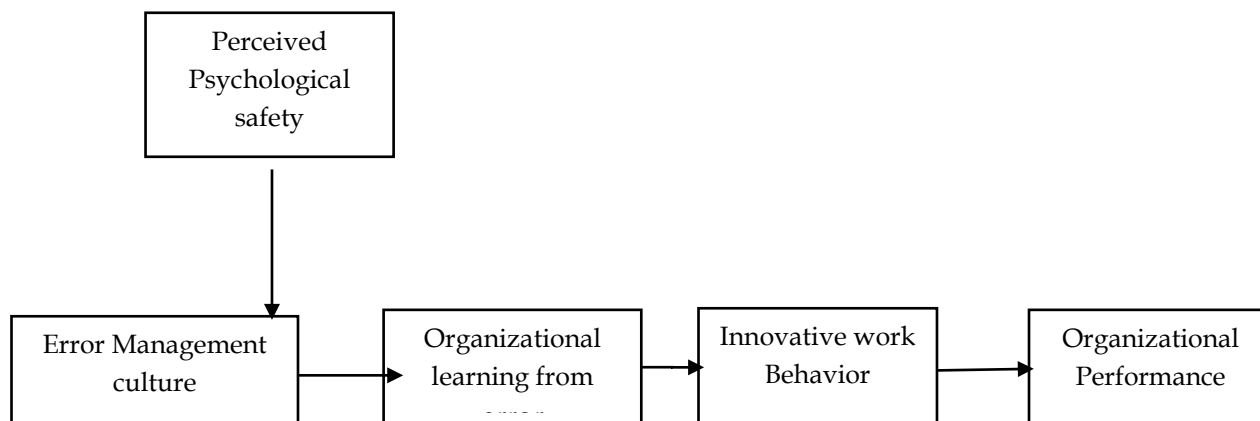 Perceived
Psychological
safety
Error Management
culture
Organizational
learning from
Innovative work
Behavior
Organizational
Performance